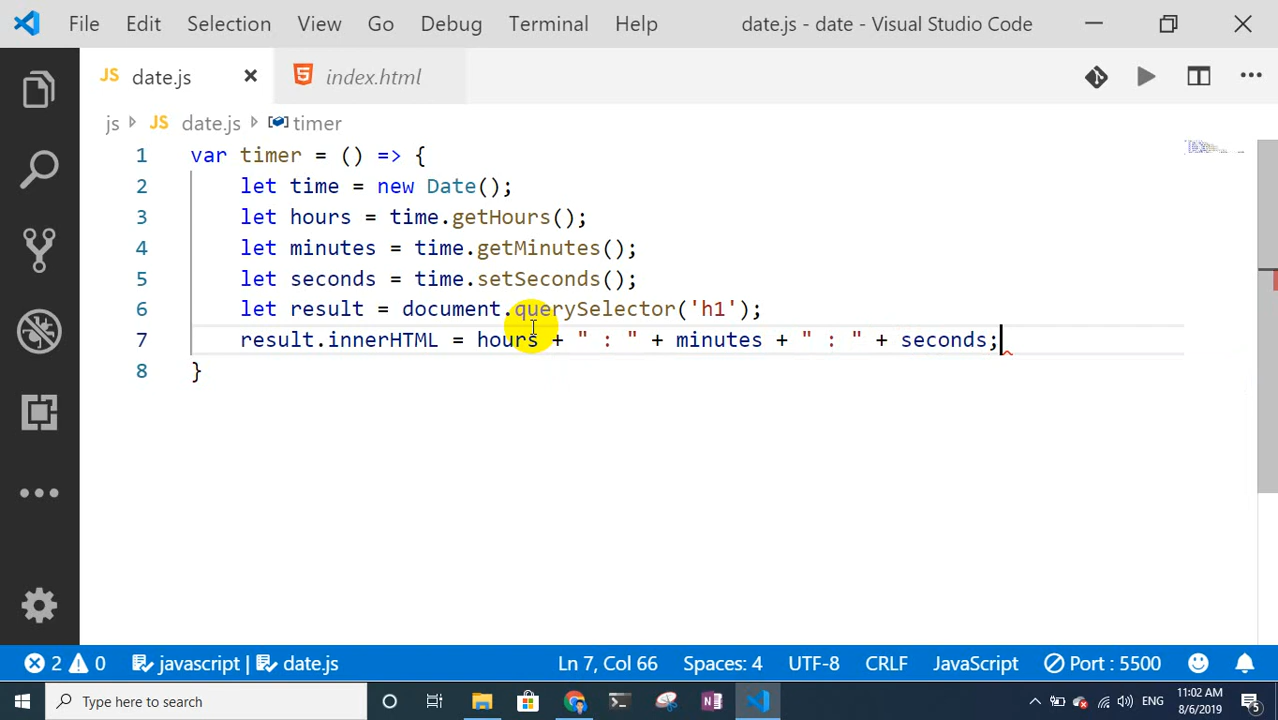 File Edit Selection View Go Debug Terminal Help date.js - date - Visual Studio Code
JS date.js index.html
js JS date.js timer
1 var timer = () => {
2 let time = new Date();
3 let hours = time.getHours();
4 let minutes = time.getMinutes();
5 let seconds = time.setSeconds();
6 let result = document.querySelector('h1');
7 result.innerHTML = hours + " : " + minutes + " : " + seconds;
8 }
2 0 javascript | date.js Ln 7, Col 66 Spaces: 4 UTF-8 CRLF JavaScript Port : 5500
Type here to search ENG 11:02 AM 8/6/2019 5